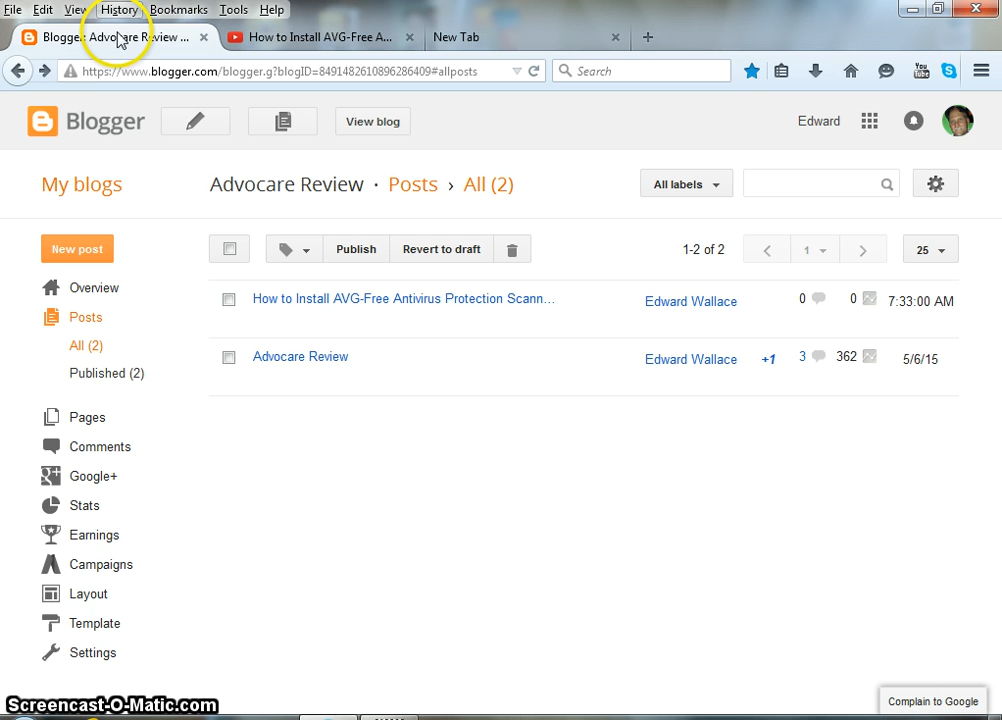 File Edit View History Bookmarks Tools Help
Blogger: Advocare Review ... How to Install AVG-Free A... New Tab
https://www.blogger.com/blogger.g?blogID=8491482610896286409#allposts Search You Tube
Blogger View blog Edward
My blogs Advocare Review · Posts › All (2) All labels
New post Publish Revert to draft 1-2 of 2 1 25
Overview How to Install AVG-Free Antivirus Protection Scann... Edward Wallace 0 0 7:33:00 AM
Posts
All (2) Advocare Review Edward Wallace +1 3 362 5/6/15
Published (2)
Pages
Comments
Google+
Stats
Earnings
Campaigns
Layout
Template
Settings
Complain to Google
Screencast-O-Matic.com